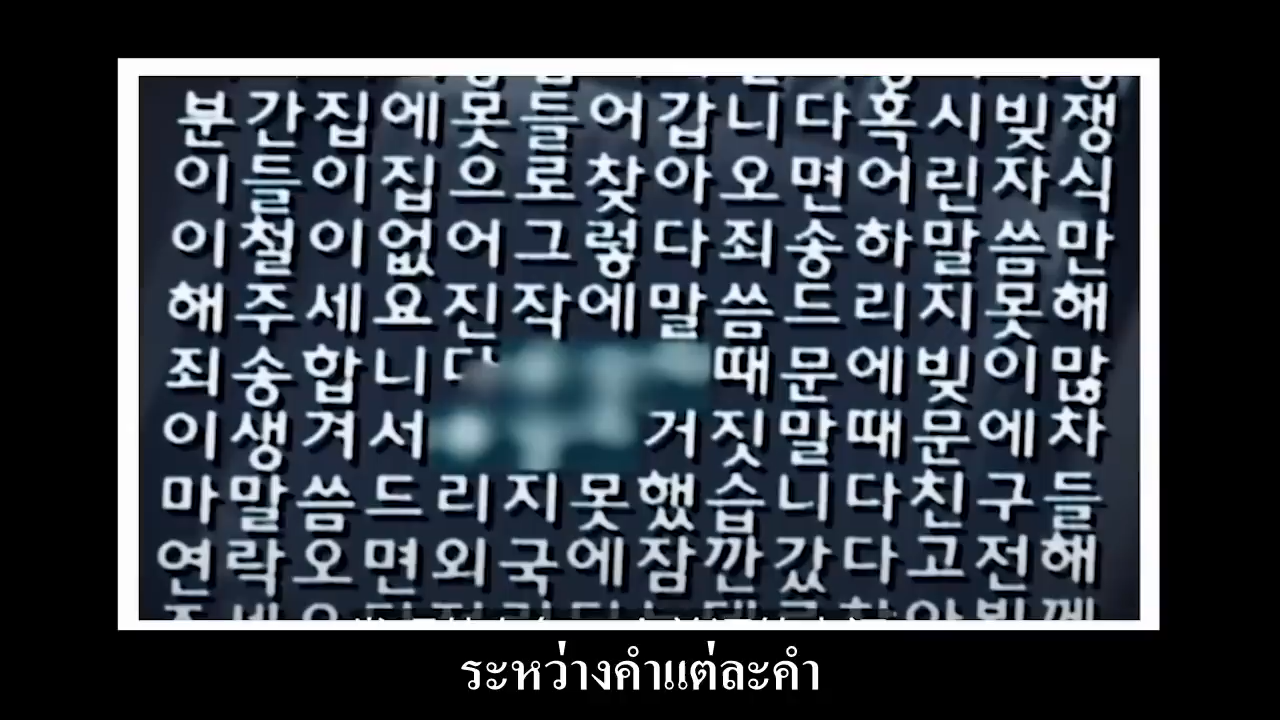 분간집에못들어갑니다혹시빚쟁
이들이집으로찾아오면어린자식
이철이없어그렇다죄송하말씀만
해주세요진작에말씀드리지못해
죄송합니다 때문에빚이많
이생겨서 거짓말때문에차
마말씀드리지못했습니다친구들
연락오면외국에잠깐갔다고전해
ระหว่างคำแต่ละคำ